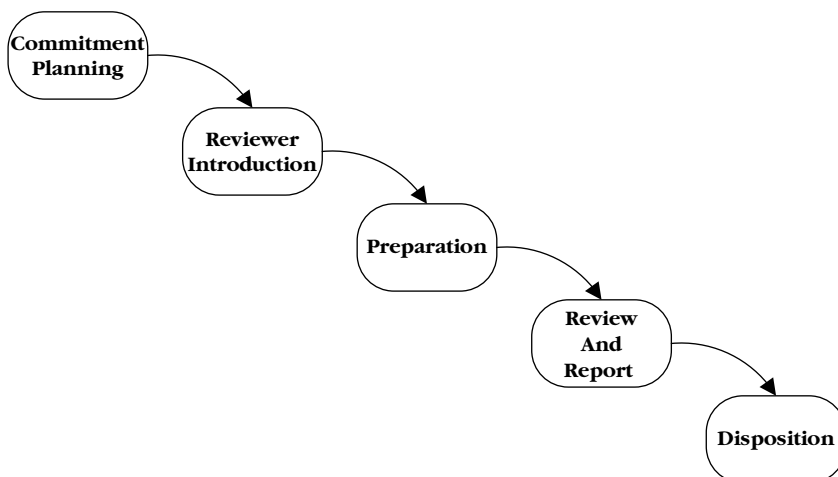 Commitment
Planning
Reviewer
Introduction
Preparation
Review
And
Report
Disposition